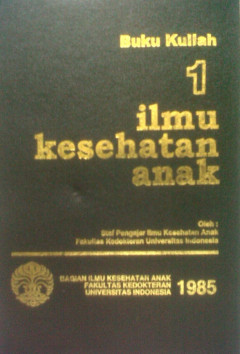 Buku Kuliah
1
ilmu
kesehatan
anak
Oleh :
Staf Pengajar Ilmu Kesehatan Anak
Fakultas Kedokteran Universitas Indonesia
BAGIAN ILMU KESEHATAN ANAK
FAKULTAS KEDOKTERAN
UNIVERSITAS INDONESIA
1985